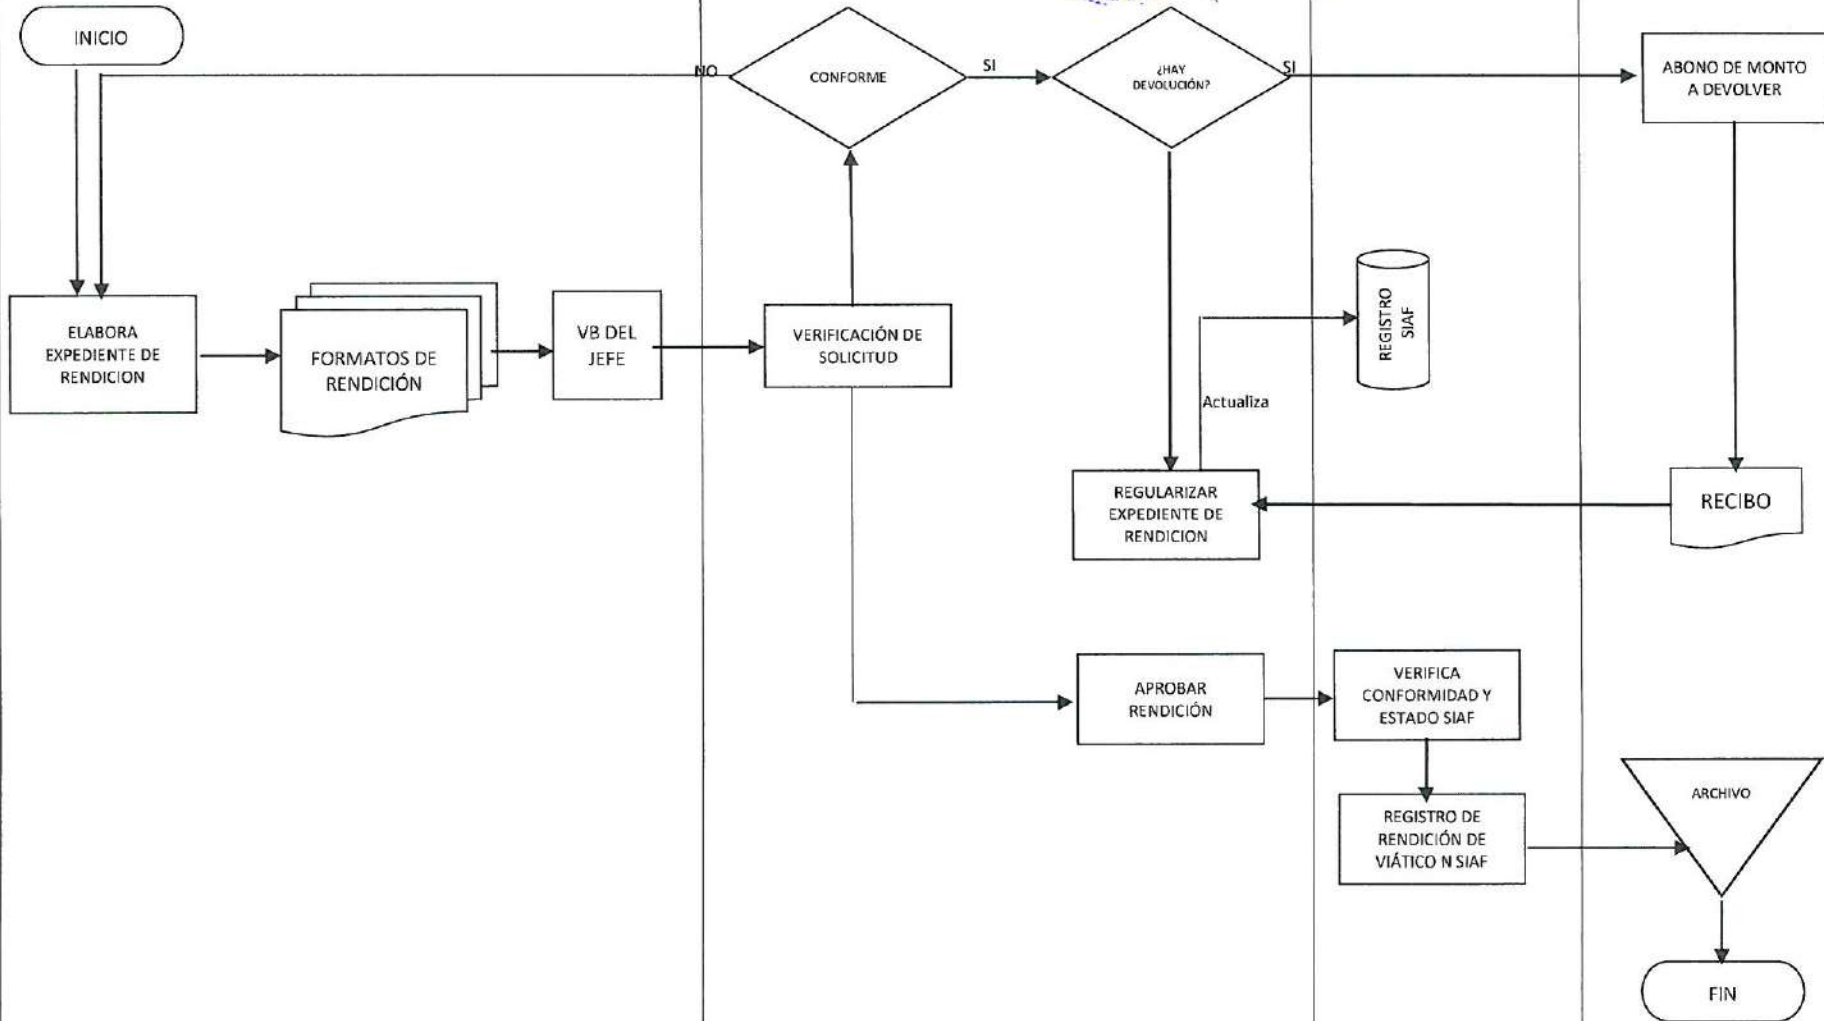 INICIO
NO
CONFORME
SI
¿HAY
DEVOLUCIÓN?
SI
ABONO DE MONTO
A DEVOLVER
ELABORA
EXPEDIENTE DE
RENDICION
FORMATOS DE
RENDICIÓN
VB DEL
JEFE
VERIFICACIÓN DE
SOLICITUD
REGISTRO
SIAF
Actualiza
REGULARIZAR
EXPEDIENTE DE
RENDICION
RECIBO
APROBAR
RENDICIÓN
VERIFICA
CONFORMIDAD Y
ESTADO SIAF
REGISTRO DE
RENDICIÓN DE
VIÁTICO N SIAF
ARCHIVO
FIN